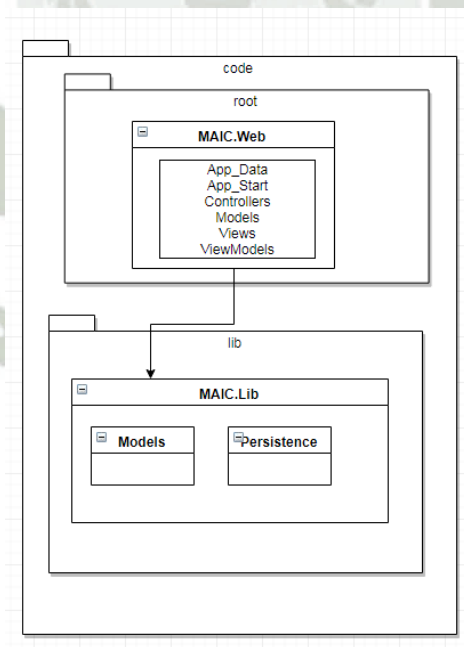 code
root
MAIC.Web
App_Data
App_Start
Controllers
Models
Views
ViewModels
lib
MAIC.Lib
Models
Persistence